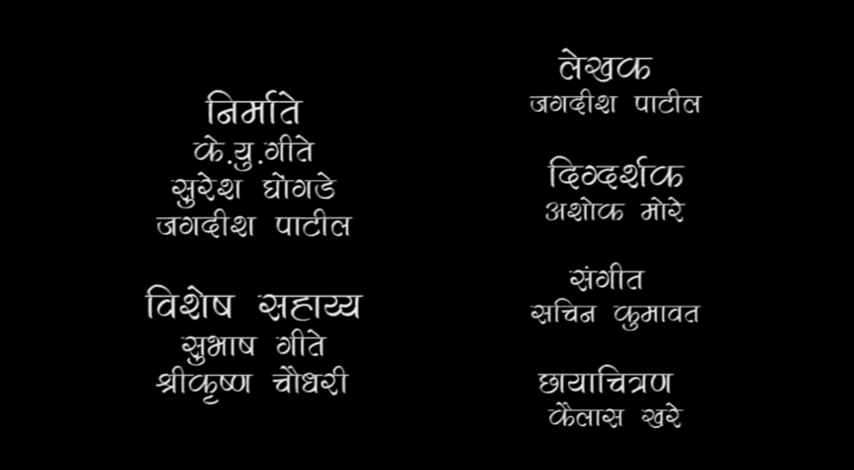 निर्माते
के.यु.गीते
सुरेश घोंगडे
जगदीश पाटील
विशेष सहाय्य
सुभाष गीते
श्रीकृष्ण चौधरी
लेखक
जगदीश पाटील
दिग्दर्शक
अशोक मोरे
संगीत
सचिन कुमावत
छायाचित्रण
कैलास खरे